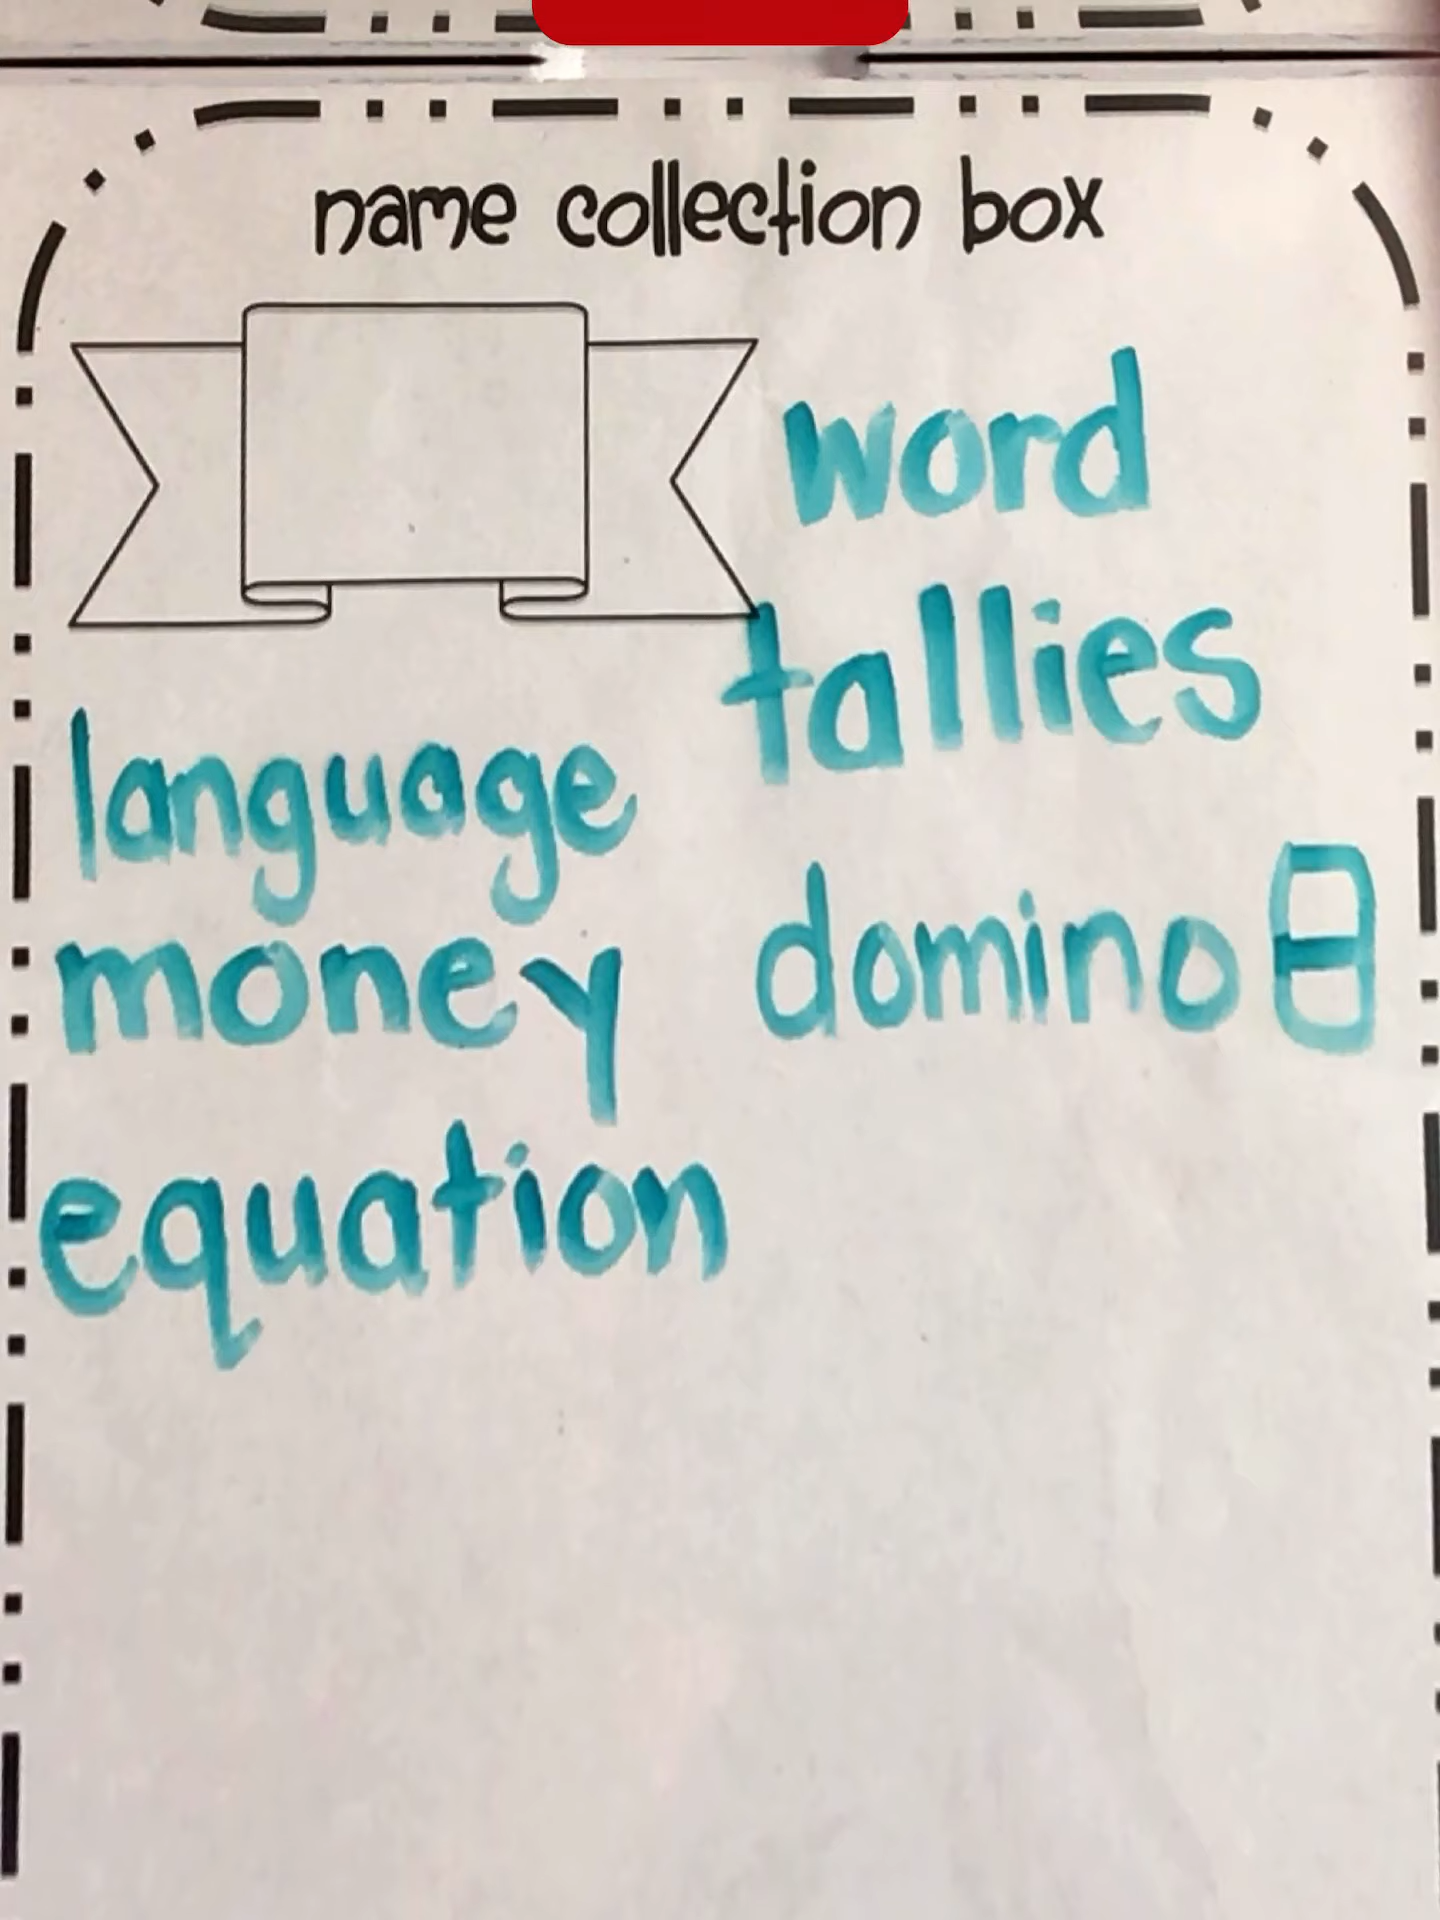 name collection box
word
tallies
language
money
domino
equation